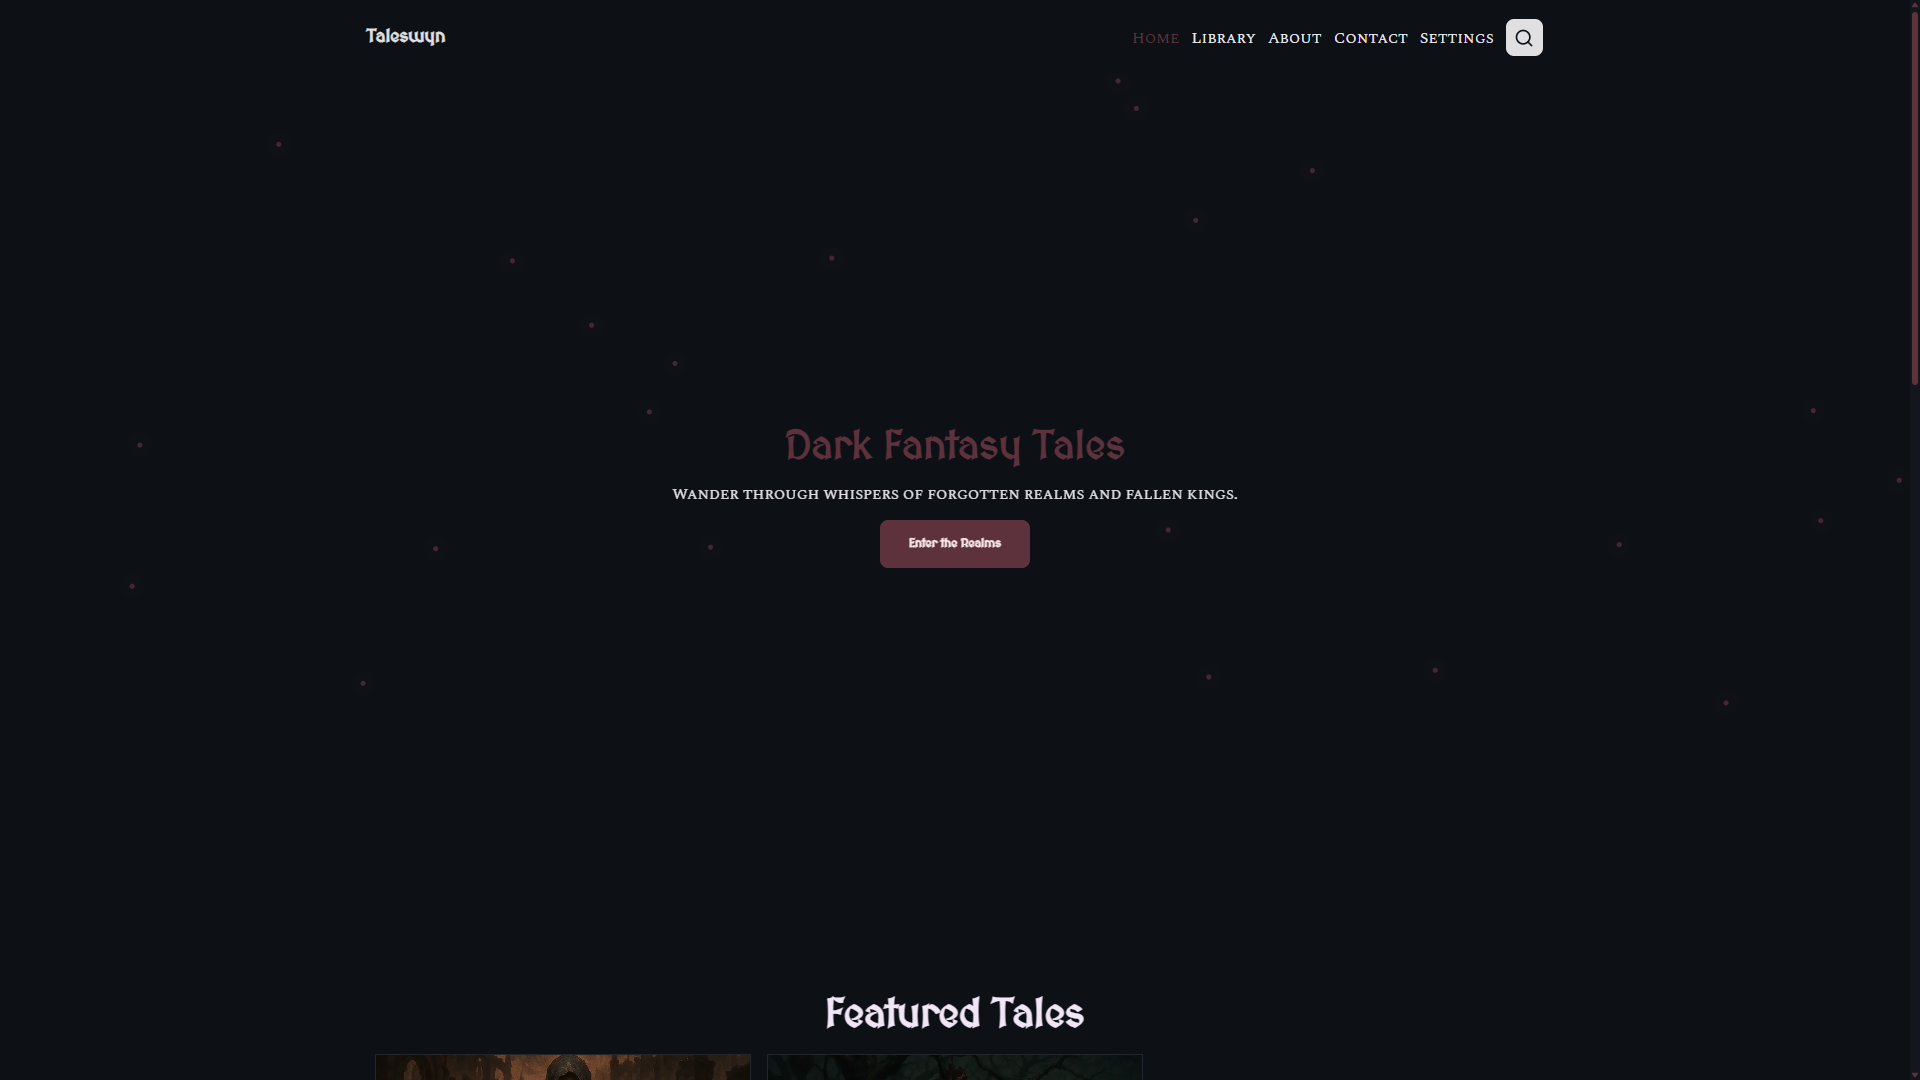 Taleswyn
Home Library About Contact Settings
Dark Fantasy Tales
Wander through whispers of forgotten realms and fallen kings.
Enter the Realms
Featured Tales